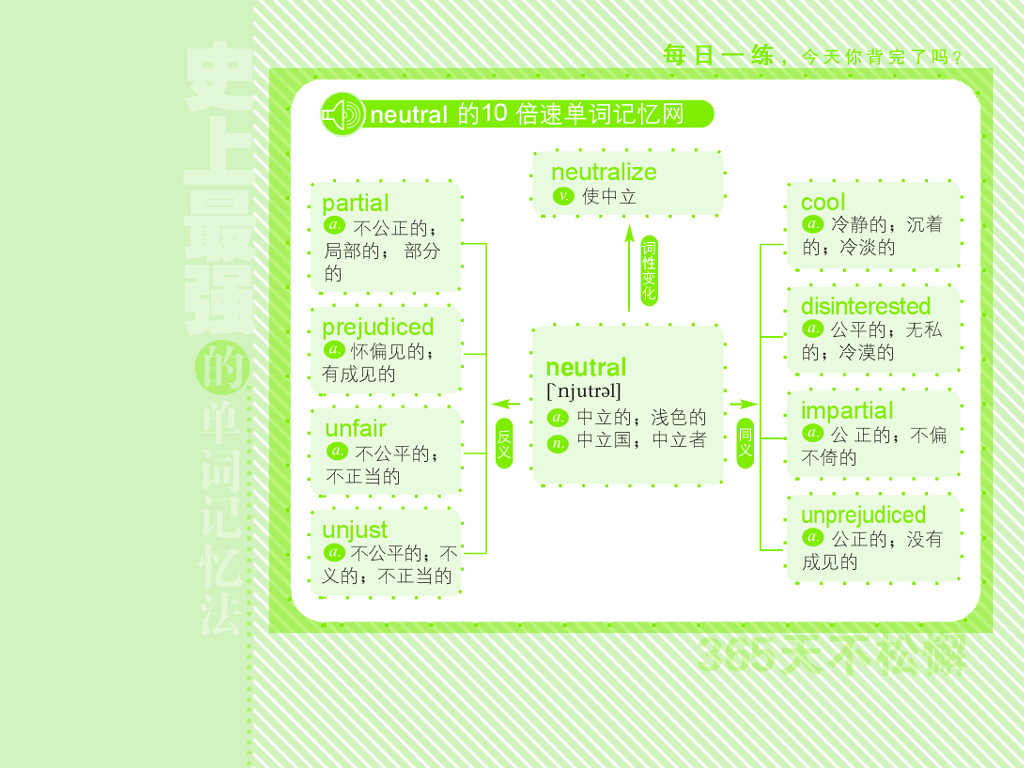 史上最强的单词记忆法
每日一练，今天你背完了吗?
neutral 的10 倍速单词记忆网
neutralize
v. 使中立
词性变化
partial
a. 不公正的；
局部的； 部分
的
prejudiced
a. 怀偏见的；
有成见的
unfair
a. 不公平的；
不正当的
unjust
a. 不公平的；不
义的；不正当的
反义
neutral
[`njutrəl]
a. 中立的；浅色的
n. 中立国；中立者
同义
cool
a. 冷静的；沉着
的；冷淡的
disinterested
a. 公平的；无私
的；冷漠的
impartial
a. 公 正的；不偏
不倚的
unprejudiced
a. 公正的；没有
成见的
365天不松懈